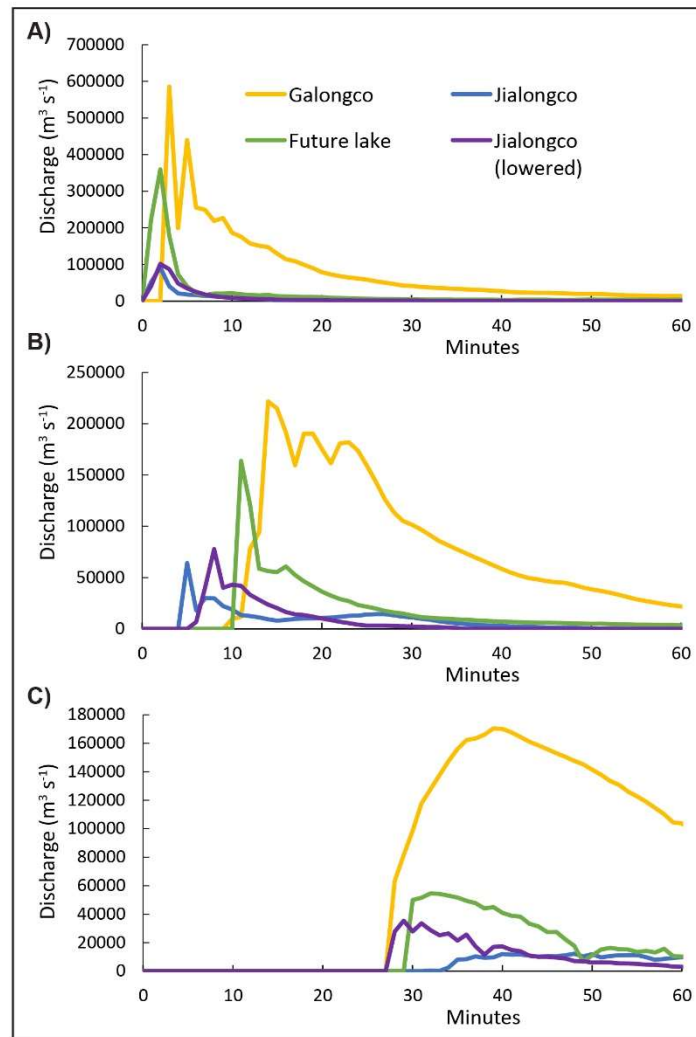 A)
700000
600000
500000
400000
300000
200000
100000
0
Discharge (m³ s⁻¹)
Galongco
Jialongco
Future lake
Jialongco
(lowered)
0 10 20 30 40 50 60
Minutes
B)
250000
200000
150000
100000
50000
0
Discharge (m³ s⁻¹)
0 10 20 30 40 50 60
Minutes
C)
180000
160000
140000
120000
100000
80000
60000
40000
20000
0
Discharge (m³ s⁻¹)
0 10 20 30 40 50 60
Minutes